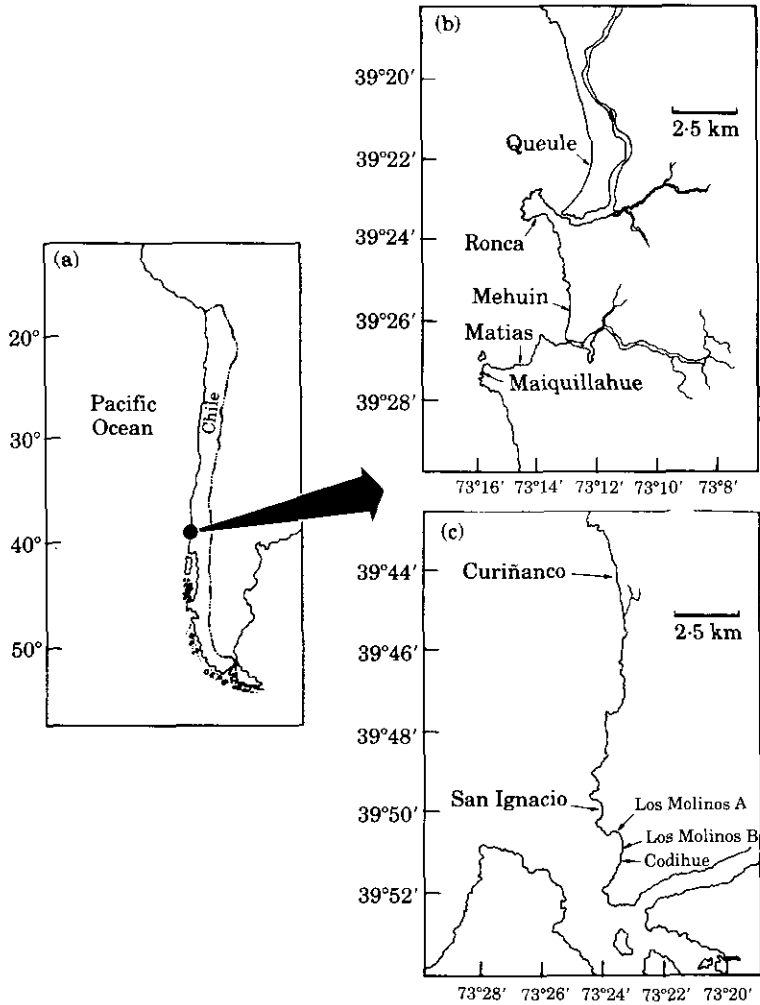 (a)
20°
30°
40°
50°
Pacific
Ocean
Chile
(b)
39°20′
39°22′
39°24′
39°26′
39°28′
2·5 km
Queule
Ronca
Mehuin
Matias
Maiquillahue
73°16′ 73°14′ 73°12′ 73°10′ 73°8′
(c)
39°44′
39°46′
39°48′
39°50′
39°52′
Curiñanco
2·5 km
San Ignacio
Los Molinos A
Los Molinos B
Codihue
73°28′ 73°26′ 73°24′ 73°22′ 73°20′